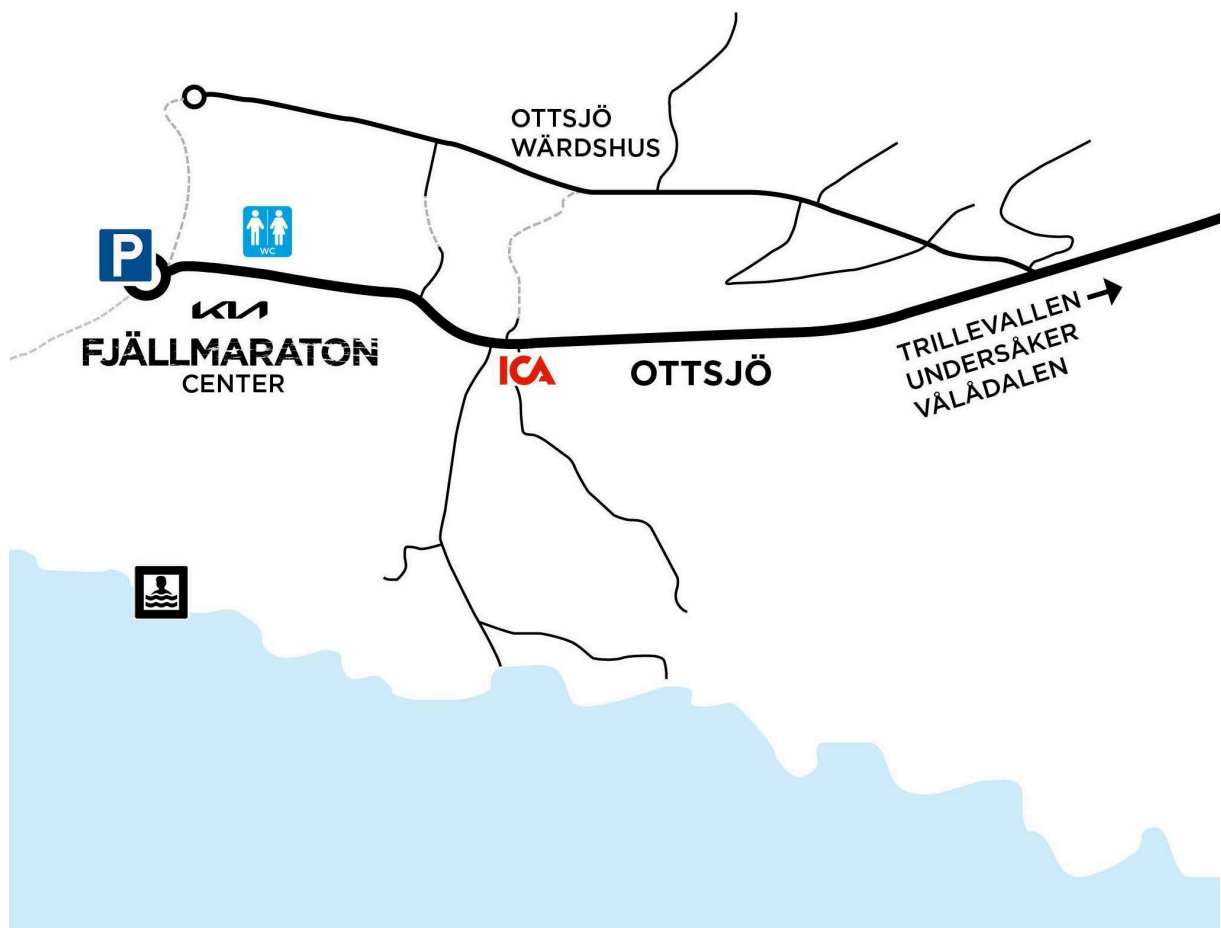 OTTSJÖ
WÄRDSHUS
WC
P
KIA
FJÄLLMARATON
CENTER
ICA
OTTSJÖ
TRILLEVALLEN
UNDERSÅKER
VÅLÅDALEN